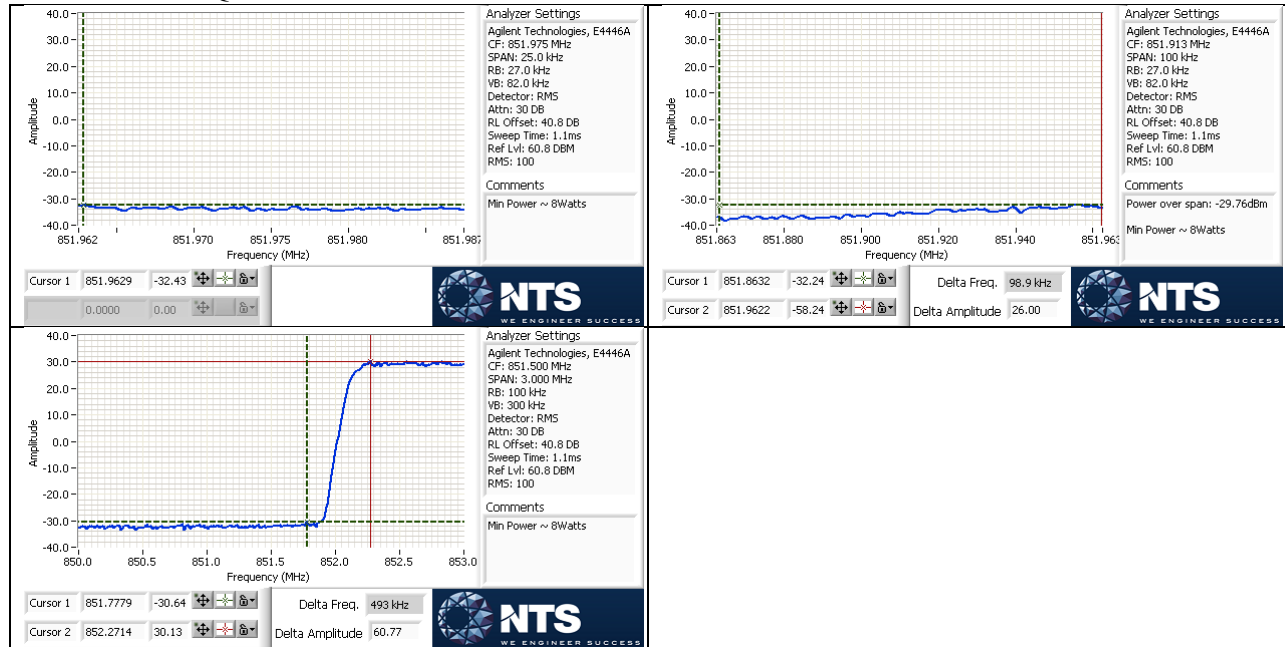 Analyzer Settings
Agilent Technologies, E4446A
CF: 851.975 MHz
SPAN: 25.0 kHz
RB: 27.0 kHz
VB: 82.0 kHz
Detector: RMS
Attn: 30 DB
RL Offset: 40.8 DB
Sweep Time: 1.1ms
Ref Lvl: 60.8 DBM
RMS: 100
Comments
Min Power ~ 8Watts
Amplitude
40.0
30.0
20.0
10.0
0.0
-10.0
-20.0
-30.0
-40.0
851.962 851.970 851.975 851.980 851.987
Frequency (MHz)
Cursor 1 851.9629 -32.43
0.0000 0.00
NTS
WE ENGINEER SUCCESS
Analyzer Settings
Agilent Technologies, E4446A
CF: 851.913 MHz
SPAN: 100 kHz
RB: 27.0 kHz
VB: 82.0 kHz
Detector: RMS
Attn: 30 DB
RL Offset: 40.8 DB
Sweep Time: 1.1ms
Ref Lvl: 60.8 DBM
RMS: 100
Comments
Power over span: -29.76dBm
Min Power ~ 8Watts
Amplitude
40.0
30.0
20.0
10.0
0.0
-10.0
-20.0
-30.0
-40.0
851.863 851.880 851.900 851.920 851.940 851.963
Frequency (MHz)
Cursor 1 851.8632 -32.24
Cursor 2 851.9622 -58.24
Delta Freq. 98.9 kHz
Delta Amplitude 26.00
NTS
WE ENGINEER SUCCESS
Analyzer Settings
Agilent Technologies, E4446A
CF: 851.500 MHz
SPAN: 3.000 MHz
RB: 100 kHz
VB: 300 kHz
Detector: RMS
Attn: 30 DB
RL Offset: 40.8 DB
Sweep Time: 1.1ms
Ref Lvl: 60.8 DBM
RMS: 100
Comments
Min Power ~ 8Watts
Amplitude
40.0
30.0
20.0
10.0
0.0
-10.0
-20.0
-30.0
-40.0
850.0 850.5 851.0 851.5 852.0 852.5 853.0
Frequency (MHz)
Cursor 1 851.7779 -30.64
Cursor 2 852.2714 30.13
Delta Freq. 493 kHz
Delta Amplitude 60.77
NTS
WE ENGINEER SUCCESS